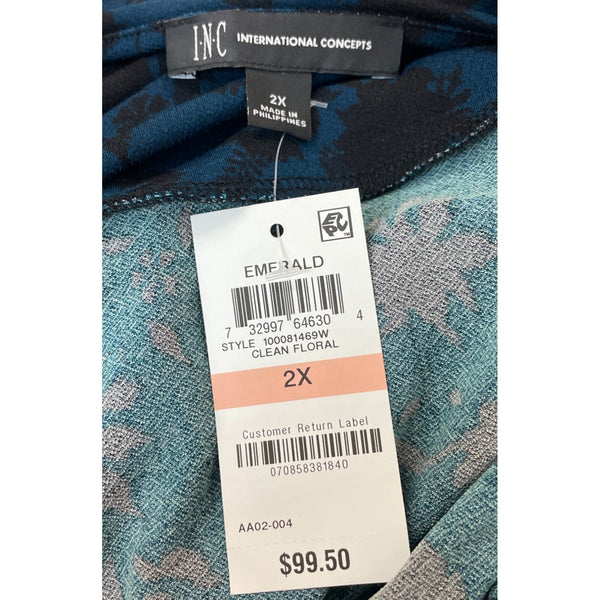 I·N·C INTERNATIONAL CONCEPTS
2X
MADE IN
PHILIPPINES
EMERALD
7 32997 64630 4
STYLE 100081469W
CLEAN FLORAL
2X
Customer Return Label
070858381840
AA02-004
$99.50